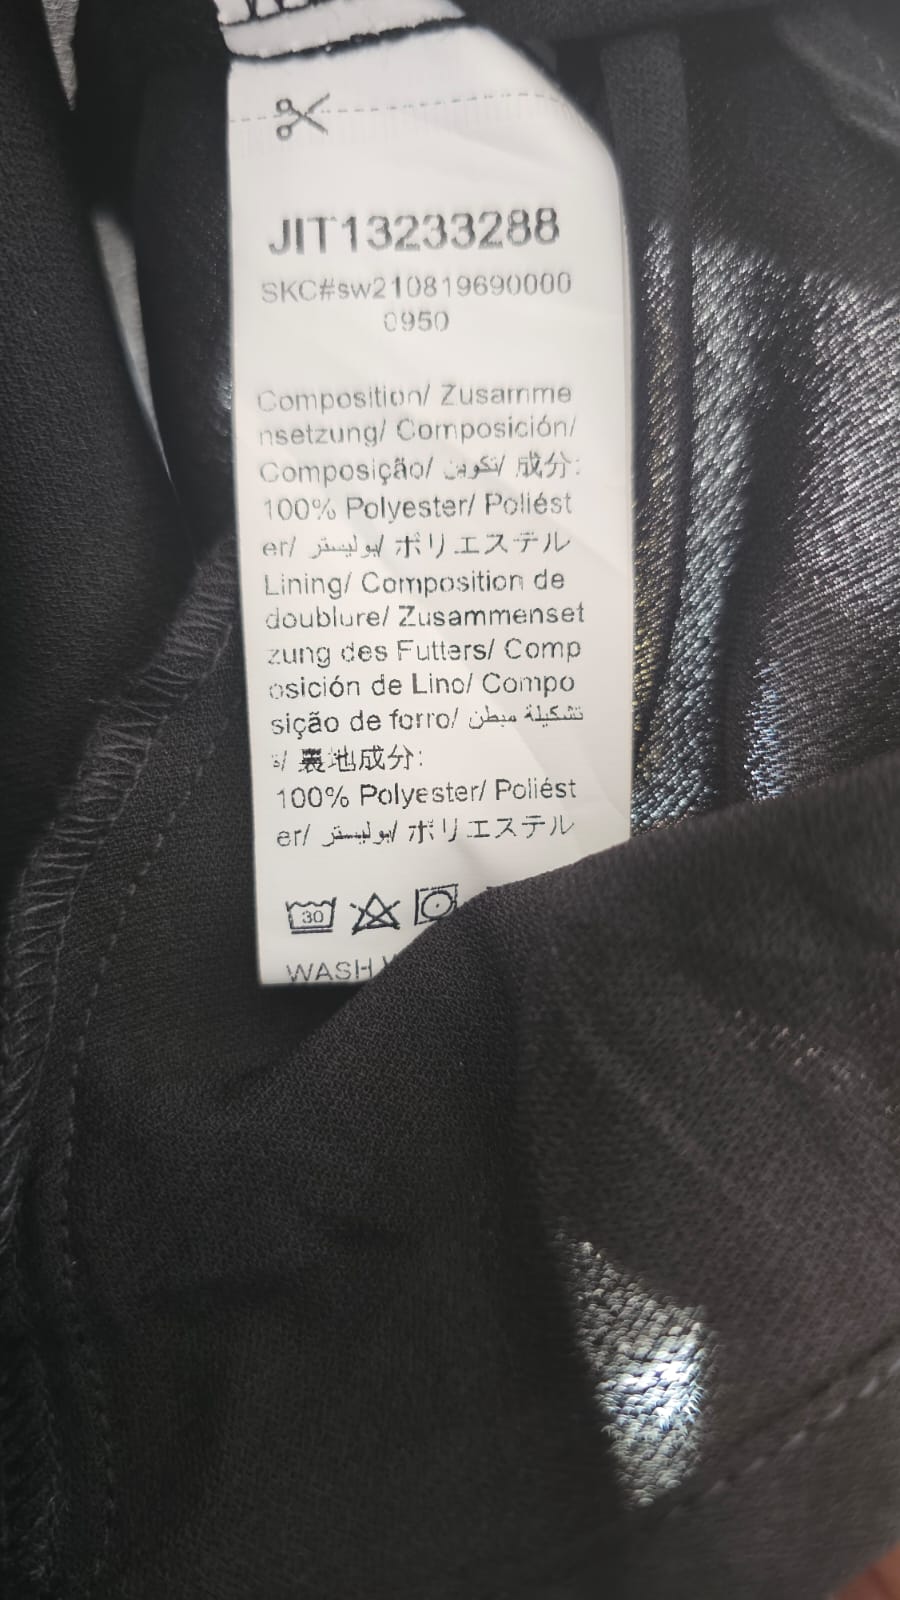 JIT13233288
SKC#sw210819690000
0950
Composition/ Zusamme
nsetzung/ Composición/
Composição/ تكوين/ 成分:
100% Polyester/ Poliést
er/ بوليستر/ ポリエステル
Lining/ Composition de
doublure/ Zusammenset
zung des Futters/ Comp
osición de Lino/ Compo
sição de forro/ تشكيلة مبطن
/ 裏地成分:
100% Polyester/ Poliést
er/ بوليستر/ ポリエステル
30
WASH